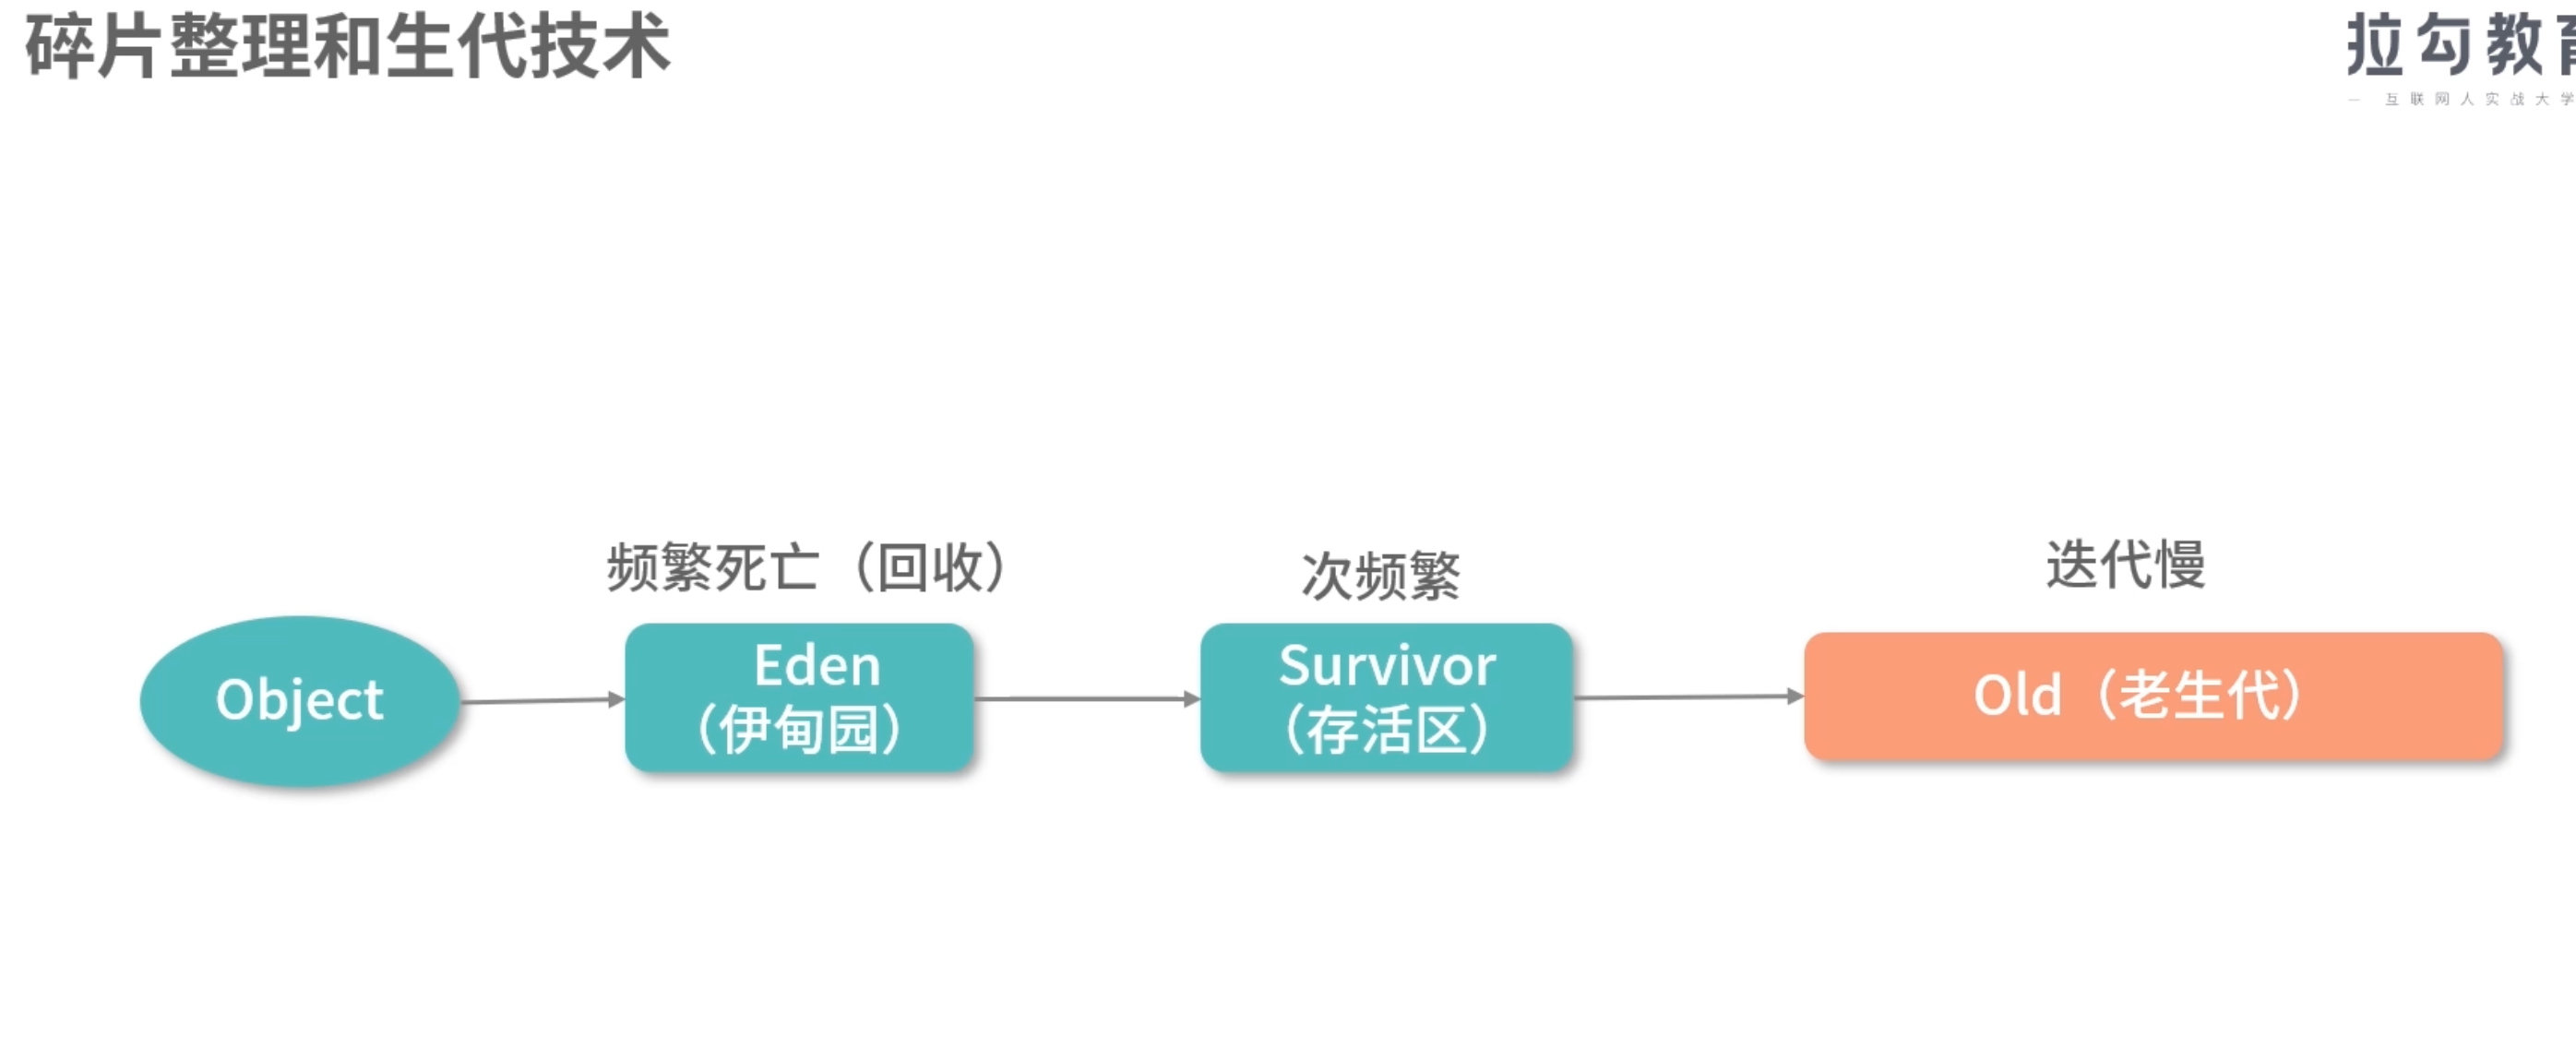 碎片整理和生代技术
拉勾教育
— 互联网人实战大学
频繁死亡（回收）
次频繁
迭代慢
Object
Eden
（伊甸园）
Survivor
（存活区）
Old（老生代）